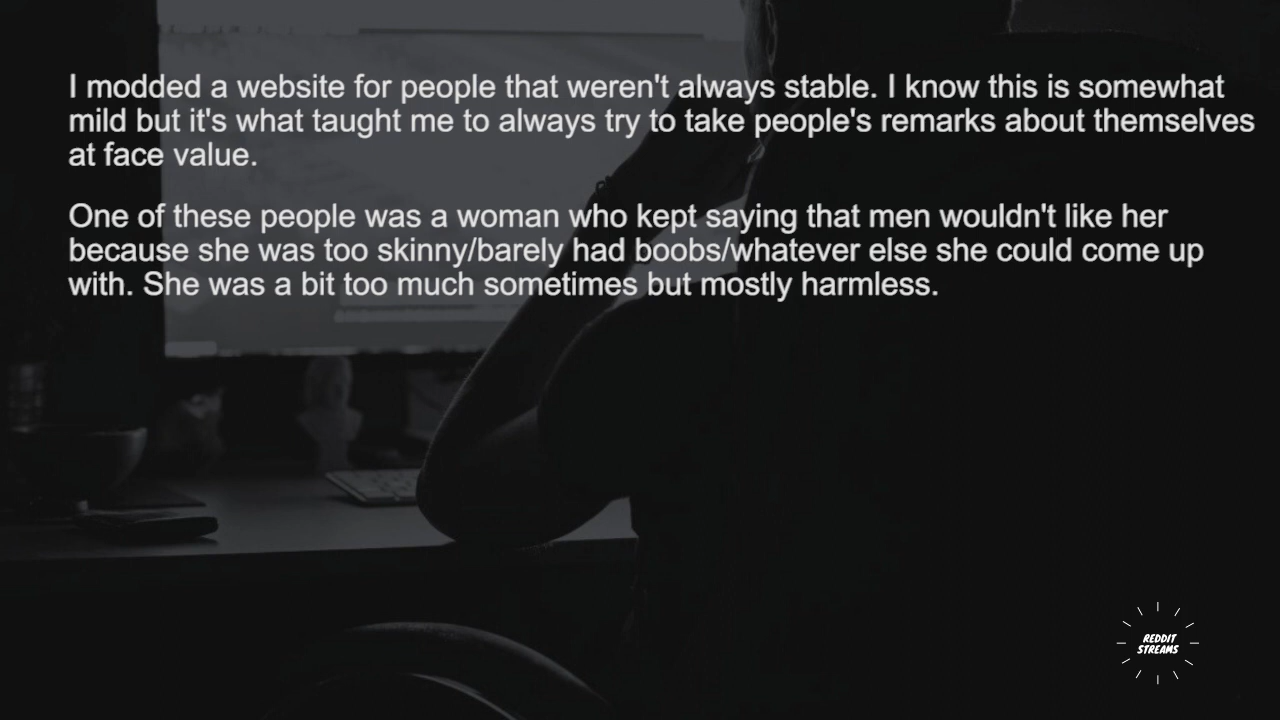 I modded a website for people that weren't always stable. I know this is somewhat
mild but it's what taught me to always try to take people's remarks about themselves
at face value.
One of these people was a woman who kept saying that men wouldn't like her
because she was too skinny/barely had boobs/whatever else she could come up
with. She was a bit too much sometimes but mostly harmless.
REDDIT
STREAMS